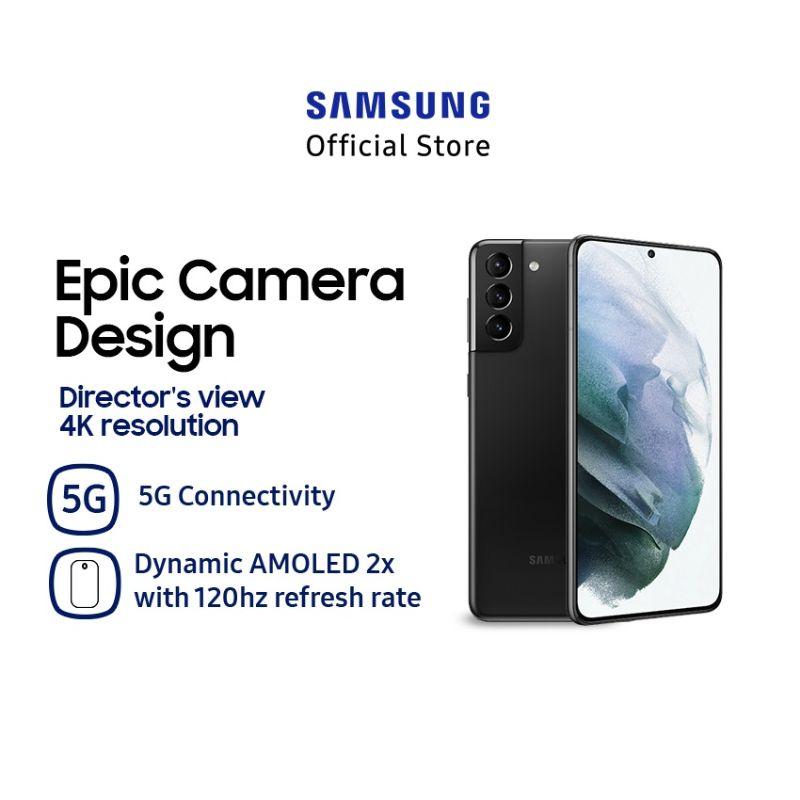 SAMSUNG
Official Store
Epic Camera
Design
Director's view
4K resolution
5G
5G Connectivity
Dynamic AMOLED 2x
with 120hz refresh rate
SAM